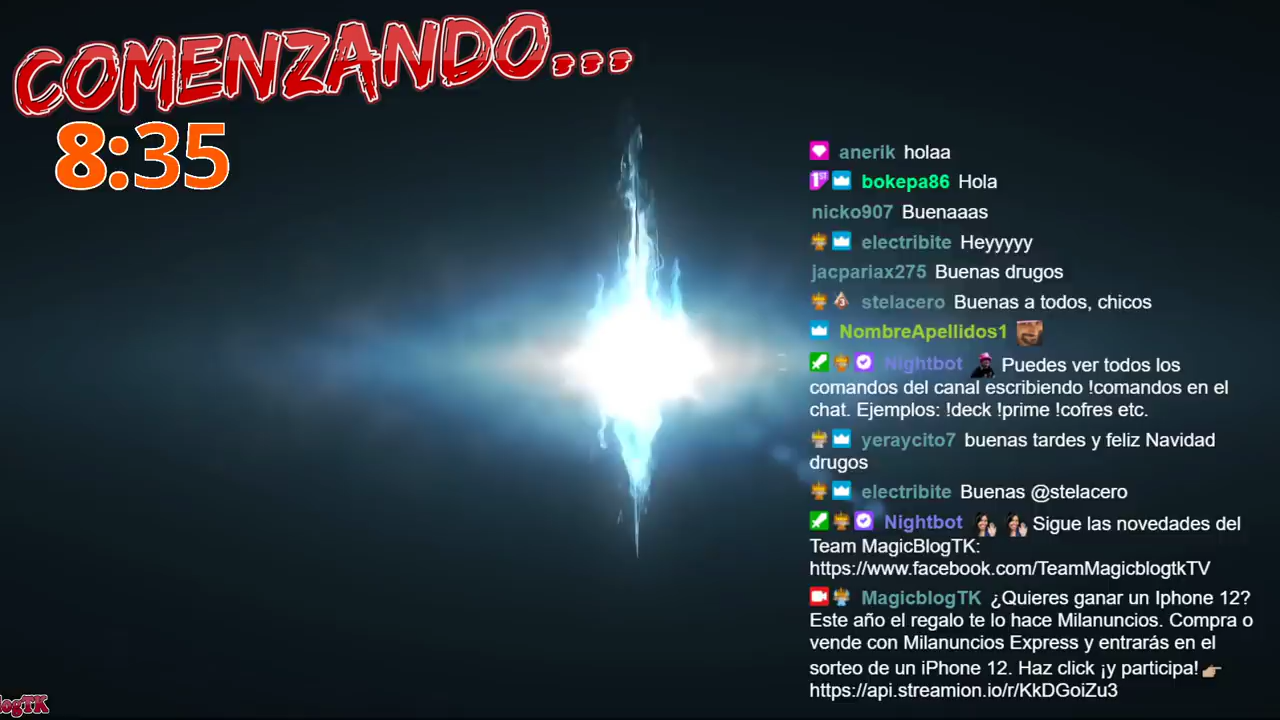 COMENZANDO...
8:35
anerik holaa
bokepa86 Hola
nicko907 Buenaaas
electribite Heyyyyy
jacpariax275 Buenas drugos
stelacero Buenas a todos, chicos
NombreApellidos1
Nightbot Puedes ver todos los
comandos del canal escribiendo !comandos en el
chat. Ejemplos: !deck !prime !cofres etc.
yeraycito7 buenas tardes y feliz Navidad
drugos
electribite Buenas @stelacero
Nightbot Sigue las novedades del
Team MagicBlogTK:
https://www.facebook.com/TeamMagicblogtkTV
MagicblogTK ¿Quieres ganar un Iphone 12?
Este año el regalo te lo hace Milanuncios. Compra o
vende con Milanuncios Express y entrarás en el
sorteo de un iPhone 12. Haz click ¡y participa!
https://api.streamion.io/r/KkDGoiZu3
logTK